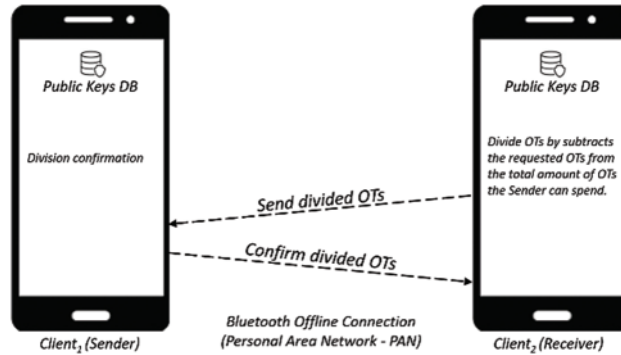 Public Keys DB
Division confirmation
Public Keys DB
Divide OTs by subtracts
the requested OTs from
the total amount of OTs
the Sender can spend.
Send divided OTs
Confirm divided OTs
Bluetooth Offline Connection
(Personal Area Network - PAN)
Client₁ (Sender)
Client₂ (Receiver)